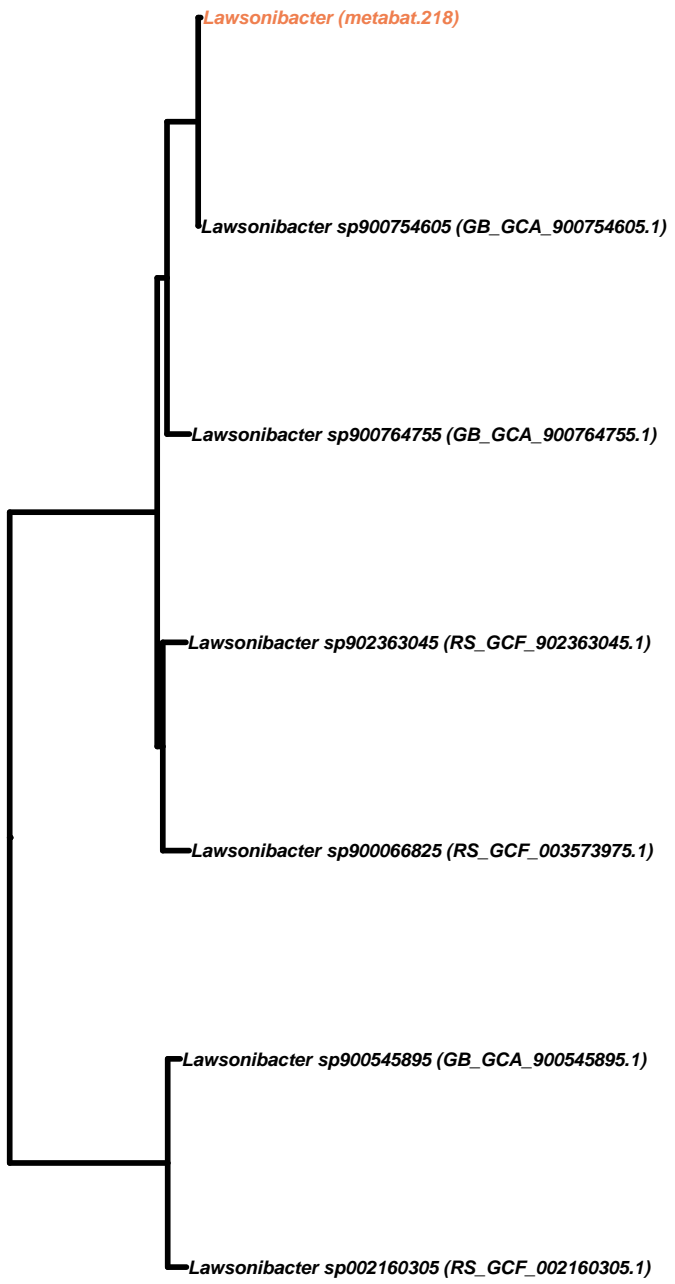 Lawsonibacter (metabat.218)
Lawsonibacter sp900754605 (GB_GCA_900754605.1)
Lawsonibacter sp900764755 (GB_GCA_900764755.1)
Lawsonibacter sp902363045 (RS_GCF_902363045.1)
Lawsonibacter sp900066825 (RS_GCF_003573975.1)
Lawsonibacter sp900545895 (GB_GCA_900545895.1)
Lawsonibacter sp002160305 (RS_GCF_002160305.1)